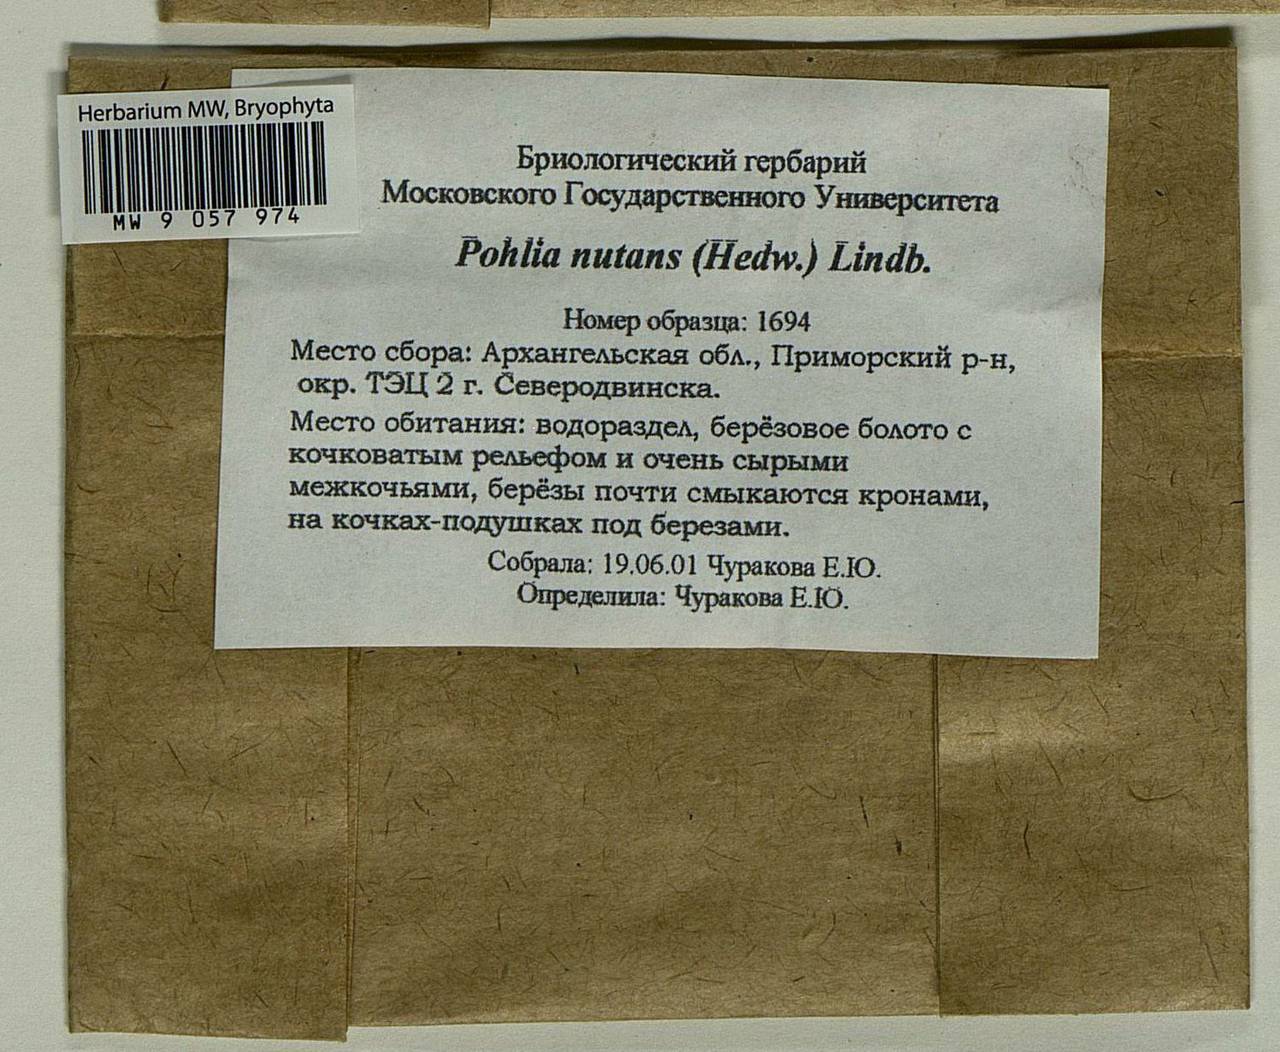 Herbarium MW, Bryophyta
MW 9 057 974
Бриологический гербарий
Московского Государственного Университета
Pohlia nutans (Hedw.) Lindb.
Номер образца: 1694
Место сбора: Архангельская обл., Приморский р-н,
окр. ТЭЦ 2 г. Северодвинска.
Место обитания: водораздел, берёзовое болото с
кочковатым рельефом и очень сырыми
межкочьями, берёзы почти смыкаются кронами,
на кочках-подушках под березами.
Собрала: 19.06.01 Чуракова Е.Ю.
Определила: Чуракова Е.Ю.